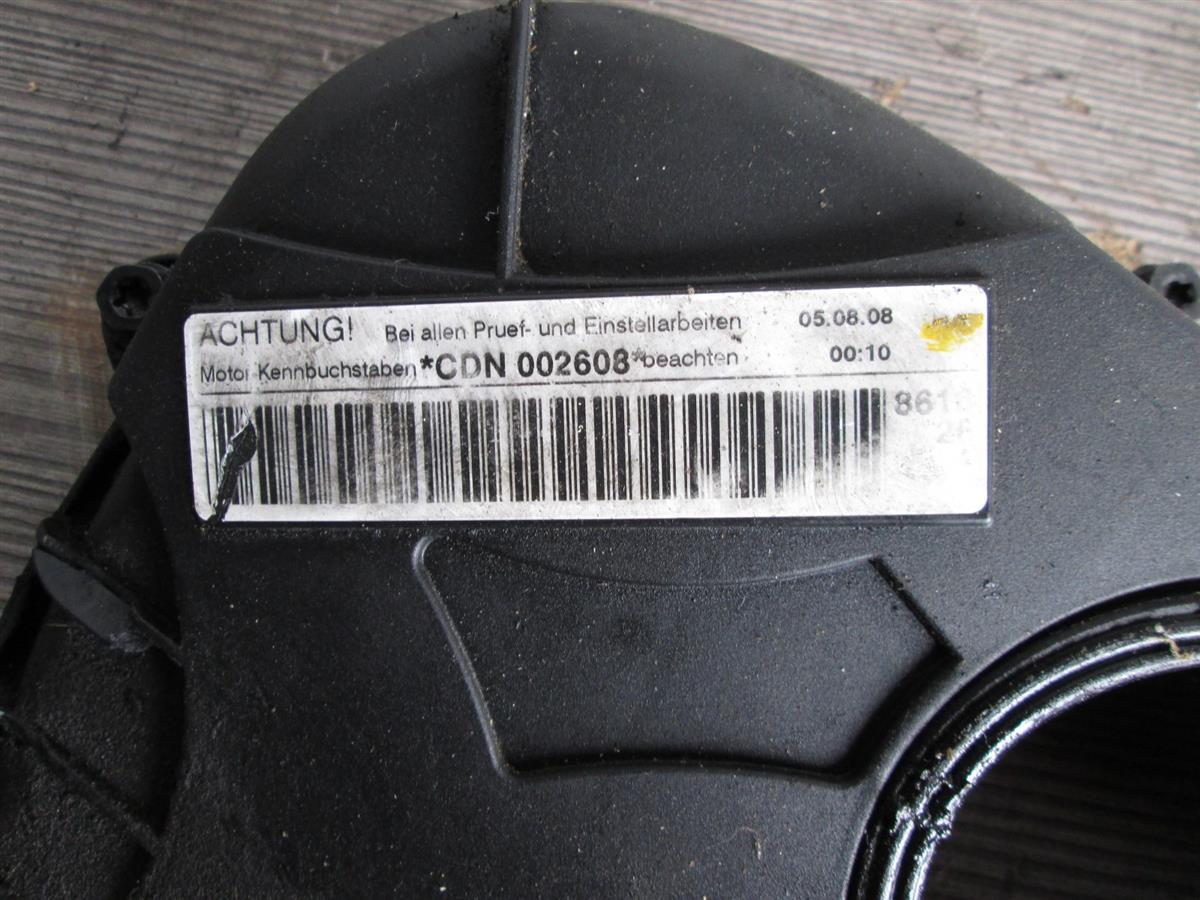 ACHTUNG! Bei allen Pruef- und Einstellarbeiten 05.08.08
Motor Kennbuchstaben *CDN 002608* beachten 00:10